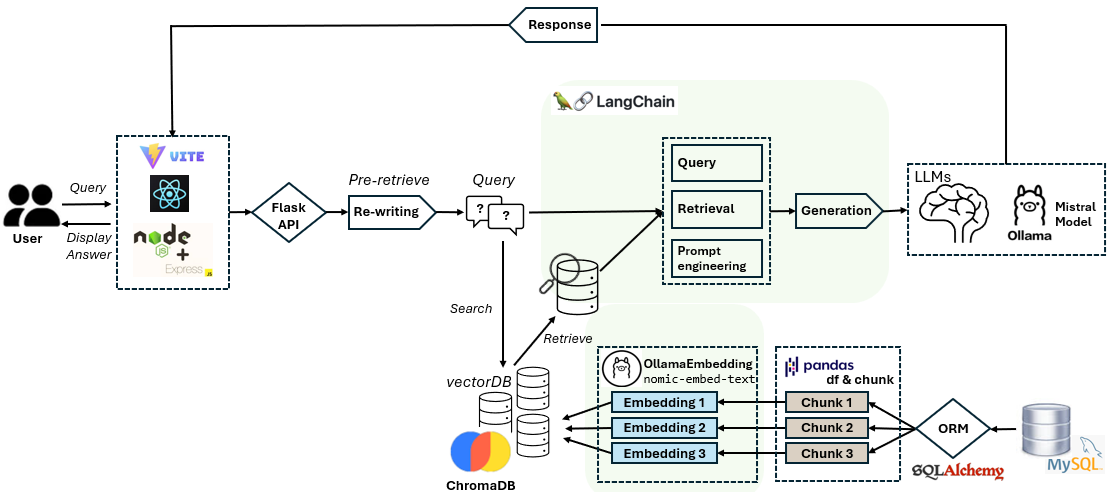 Response
LangChain
VITE
Query
Display
Answer
User
node
JS
+
Express
JS
Flask
API
Pre-retrieve
Re-writing
Query
?
?
Query
Retrieval
Prompt
engineering
Generation
LLMs
Ollama
Mistral
Model
Search
Retrieve
vectorDB
ChromaDB
OllamaEmbedding
nomic-embed-text
Embedding 1
Embedding 2
Embedding 3
pandas
df & chunk
Chunk 1
Chunk 2
Chunk 3
ORM
SQLAlchemy
MySQL